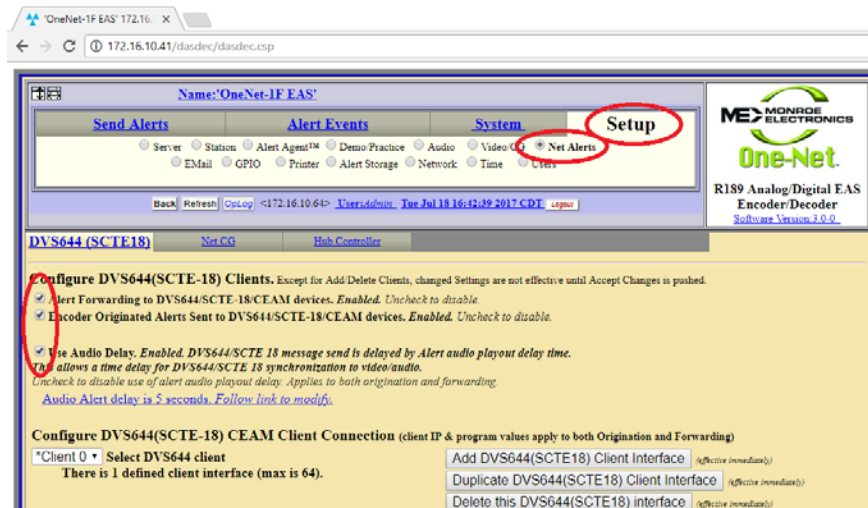 'OneNet-1F EAS' 172.16.
172.16.10.41/dasdec/dasdec.csp
Name:'OneNet-1F EAS'
Send Alerts Alert Events System Setup
Server Station Alert Agent™ Demo/Practice Audio Video/CG Net Alerts
EMail GPIO Printer Alert Storage Network Time Users
Back Refresh OpLog <172.16.10.64> User:Admin Tue Jul 18 16:42:39 2017 CDT Logout
MONROE
ELECTRONICS
One-Net
R189 Analog/Digital EAS
Encoder/Decoder
Software Version:3.0-0
DVS644 (SCTE18) Net CG Hub Controller
Configure DVS644(SCTE-18) Clients. Except for Add/Delete Clients, changed Settings are not effective until Accept Changes is pushed.
Alert Forwarding to DVS644/SCTE-18/CEAM devices. Enabled. Uncheck to disable.
Encoder Originated Alerts Sent to DVS644/SCTE-18/CEAM devices. Enabled. Uncheck to disable.
Use Audio Delay. Enabled. DVS644/SCTE 18 message send is delayed by Alert audio playout delay time.
This allows a time delay for DVS644/SCTE 18 synchronization to video/audio.
Uncheck to disable use of alert audio playout delay. Applies to both origination and forwarding.
Audio Alert delay is 5 seconds. Follow link to modify.
Configure DVS644(SCTE-18) CEAM Client Connection (client IP & program values apply to both Origination and Forwarding)
*Client 0 Select DVS644 client
There is 1 defined client interface (max is 64).
Add DVS644(SCTE18) Client Interface (effective immediately)
Duplicate DVS644(SCTE18) Client Interface (effective immediately)
Delete this DVS644(SCTE18) interface (effective immediately)